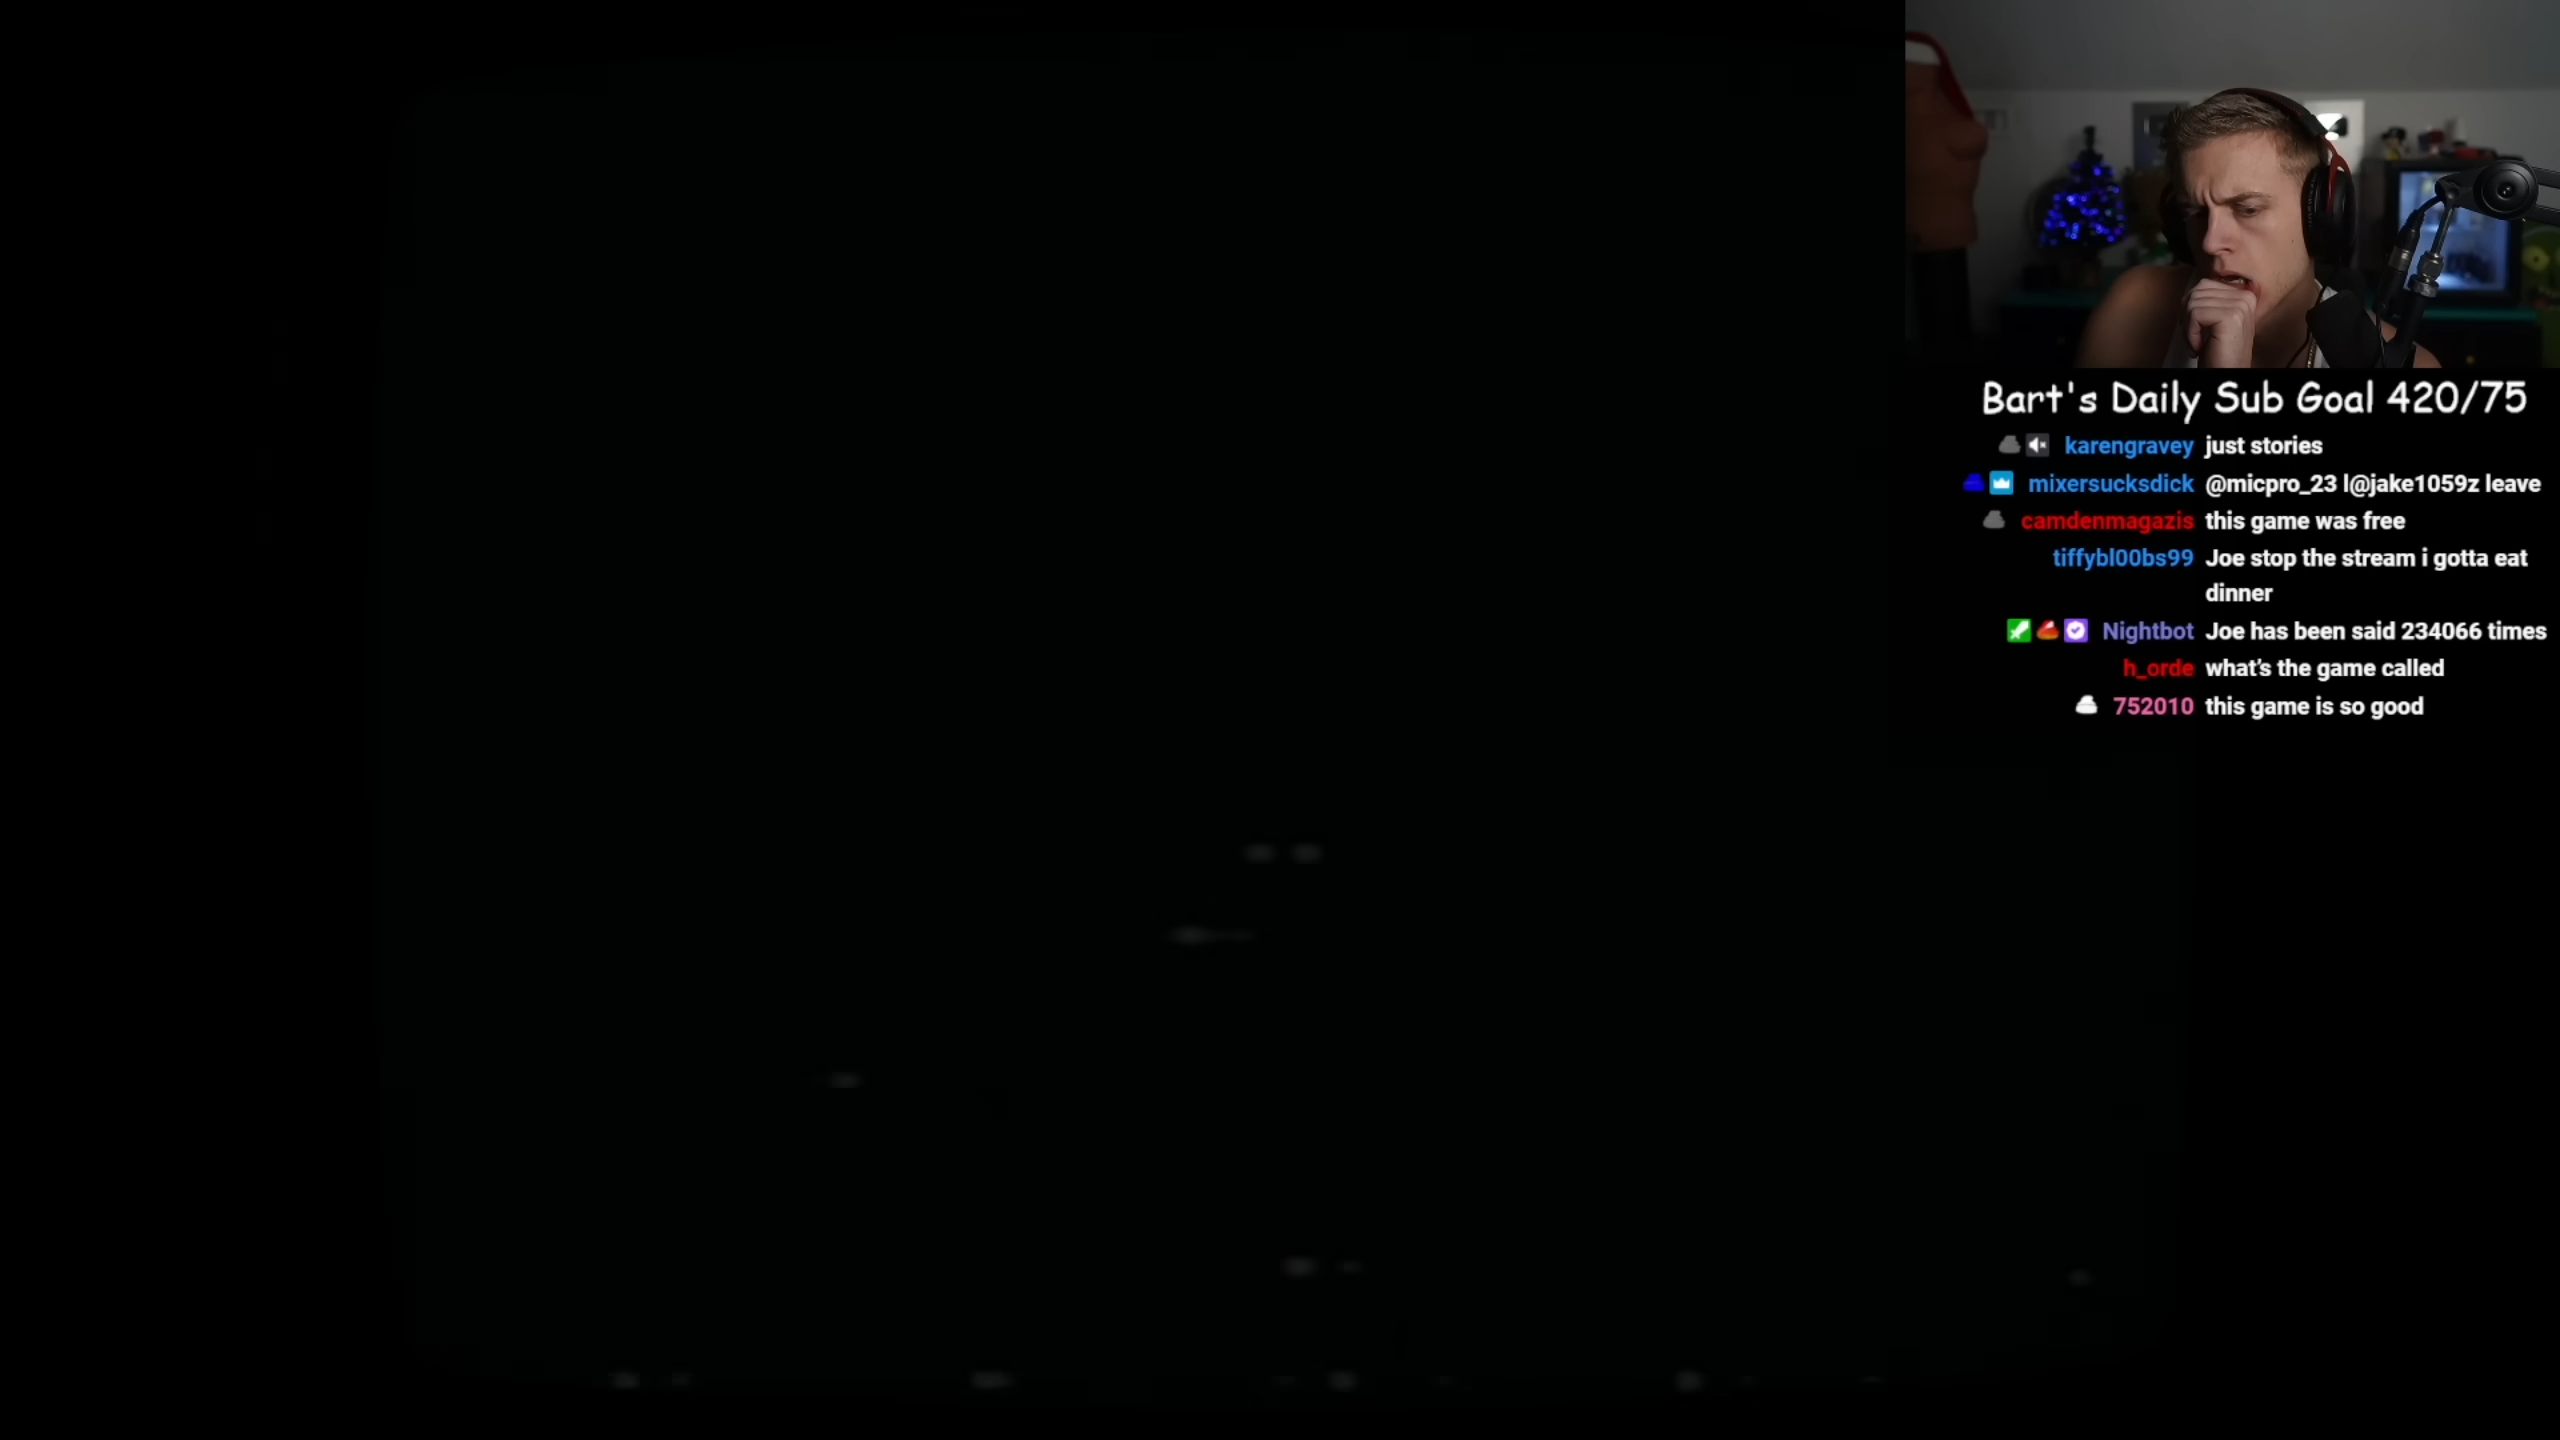 Bart's Daily Sub Goal 420/75
karengravey just stories
mixersucksdick @micpro_23 l@jake1059z leave
camdenmagazis this game was free
tiffybl00bs99 Joe stop the stream i gotta eat
dinner
Nightbot Joe has been said 234066 times
h_orde what's the game called
752010 this game is so good